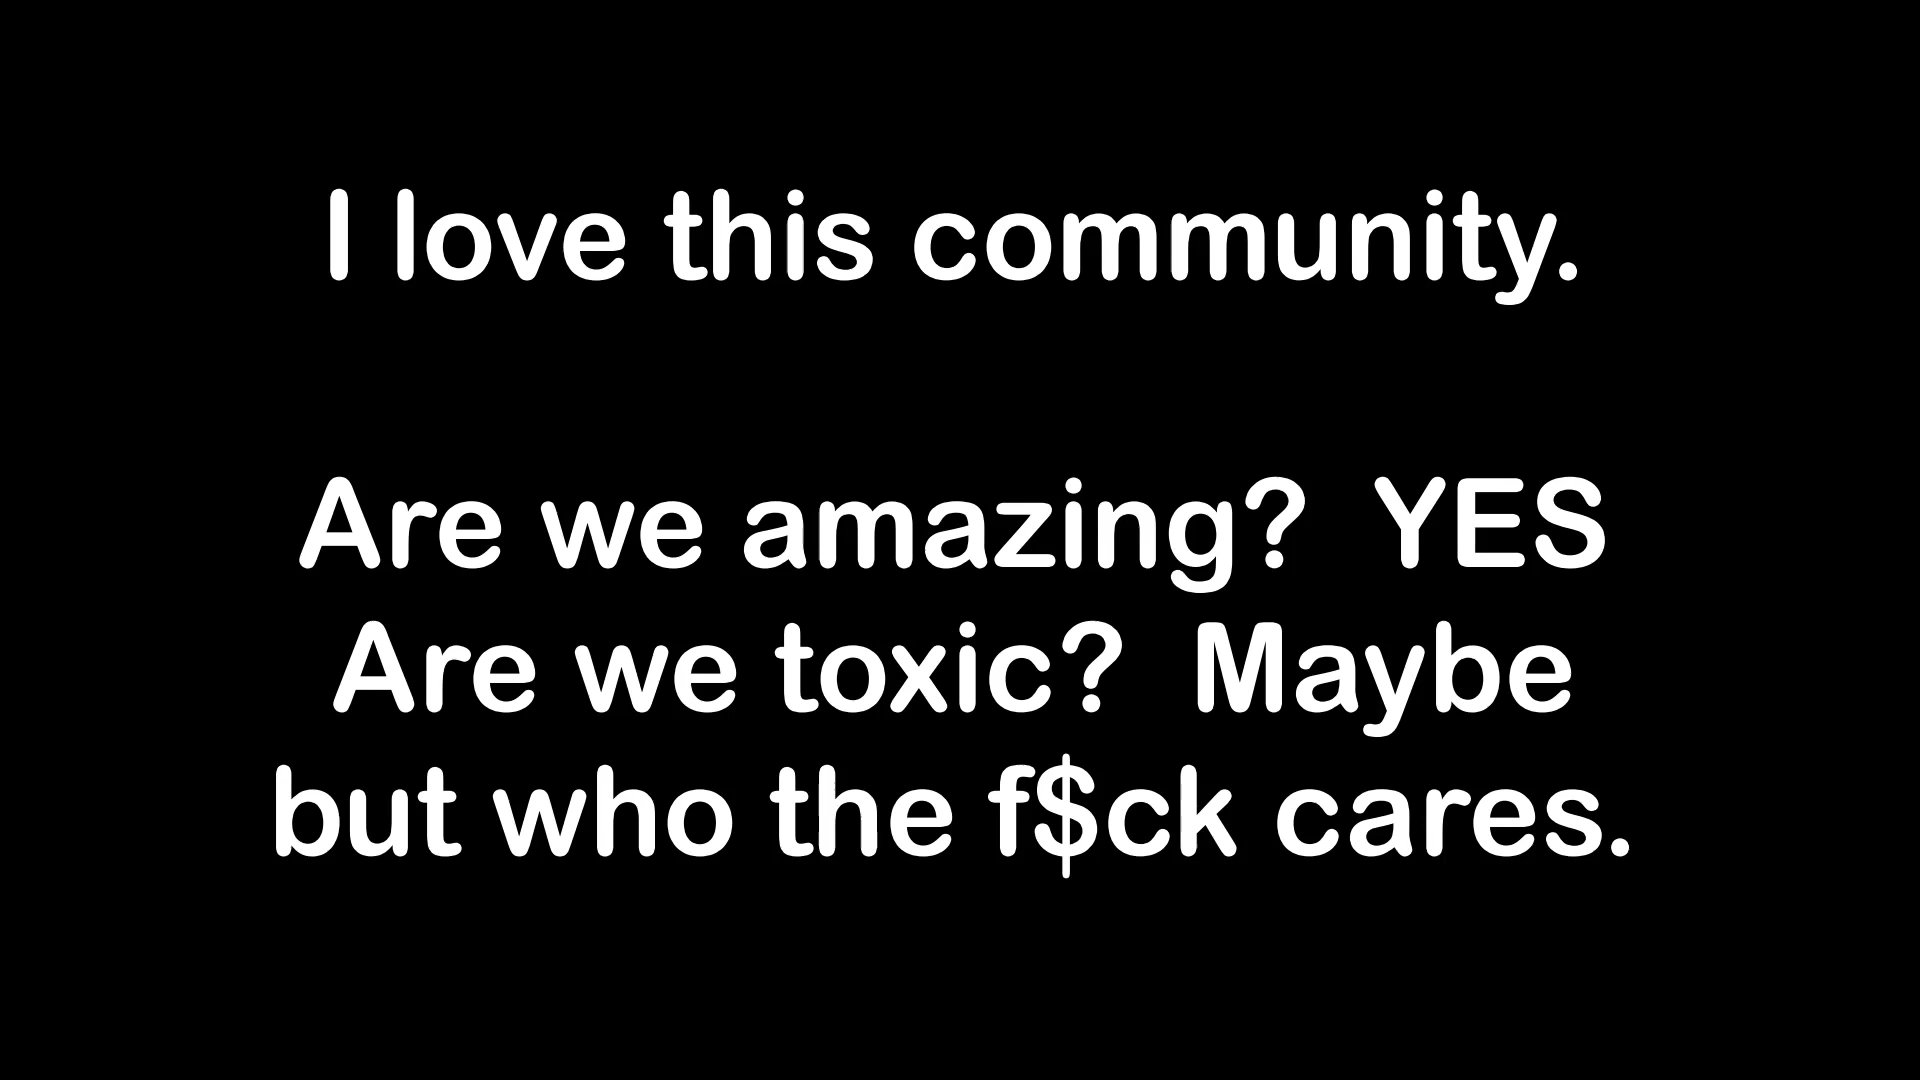 I love this community.
Are we amazing?  YES
Are we toxic?  Maybe
but who the f$ck cares.